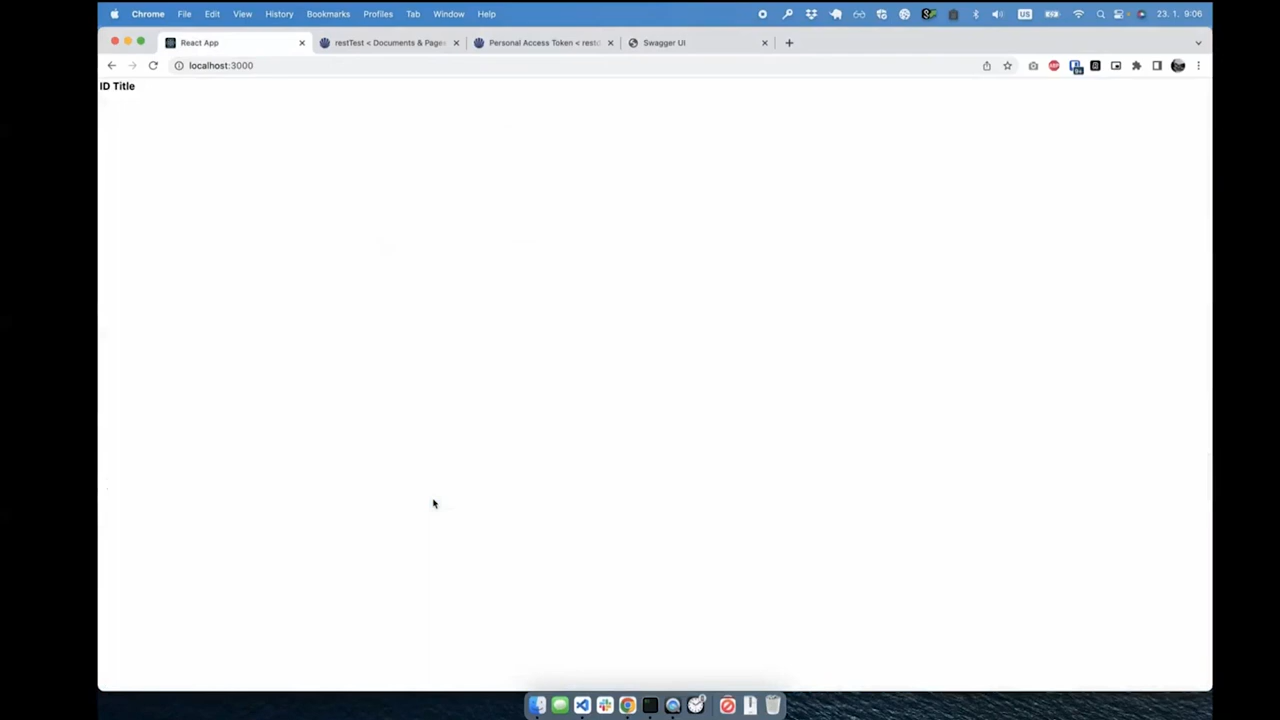 Chrome File Edit View History Bookmarks Profiles Tab Window Help US 23. 1. 9:06
React App restTest < Documents & Page Personal Access Token < rest Swagger UI
localhost:3000
ID Title